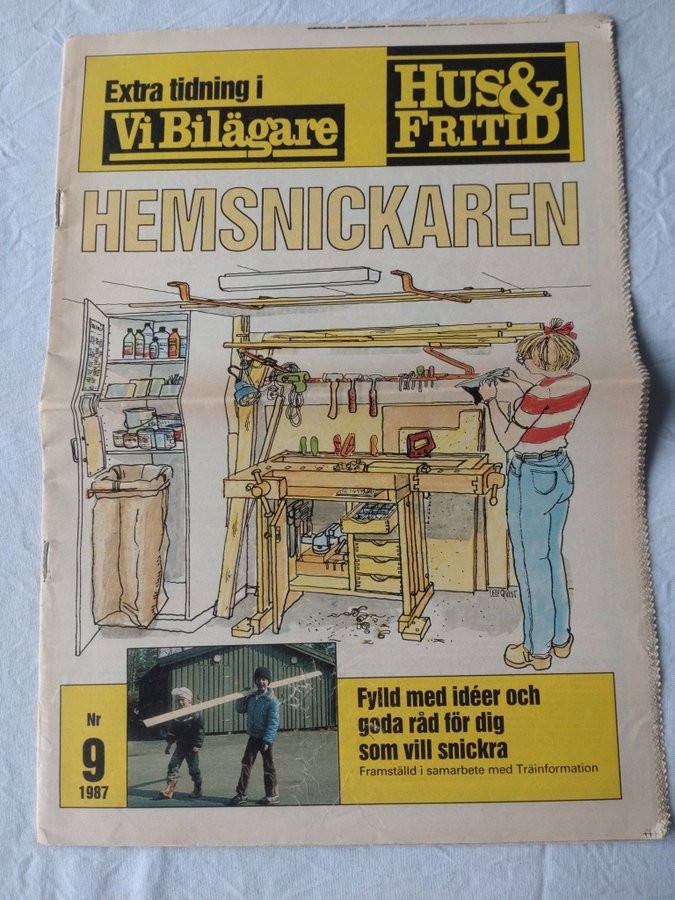 Extra tidning i
Vi Bilägare
HUS&
FRITID
HEMSNICKAREN
Nr
9
1987
Fylld med idéer och
goda råd för dig
som vill snickra
Framställd i samarbete med Träinformation